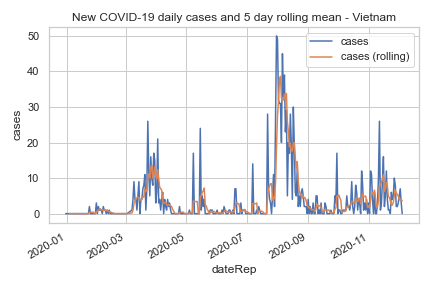 New COVID-19 daily cases and 5 day rolling mean - Vietnam
cases
cases (rolling)
50
40
30
20
10
0
cases
2020-01
2020-03
2020-05
2020-07
2020-09
2020-11
dateRep